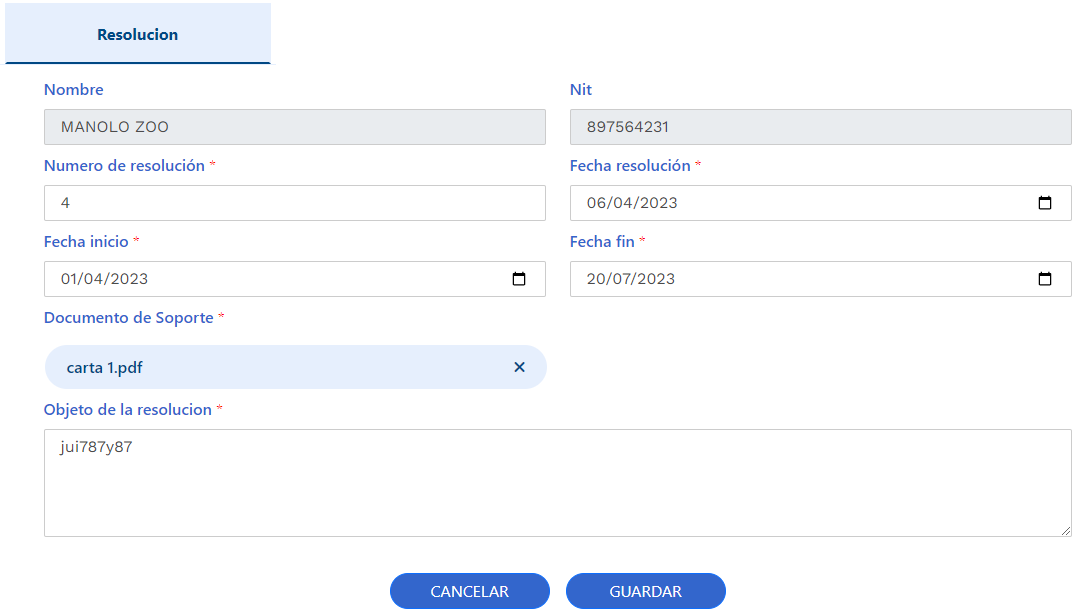 Resolucion
Nombre
Nit
MANOLO ZOO
897564231
Numero de resolución *
Fecha resolución *
4
06/04/2023
Fecha inicio *
Fecha fin *
01/04/2023
20/07/2023
Documento de Soporte *
carta 1.pdf ×
Objeto de la resolucion *
jui787y87
CANCELAR
GUARDAR